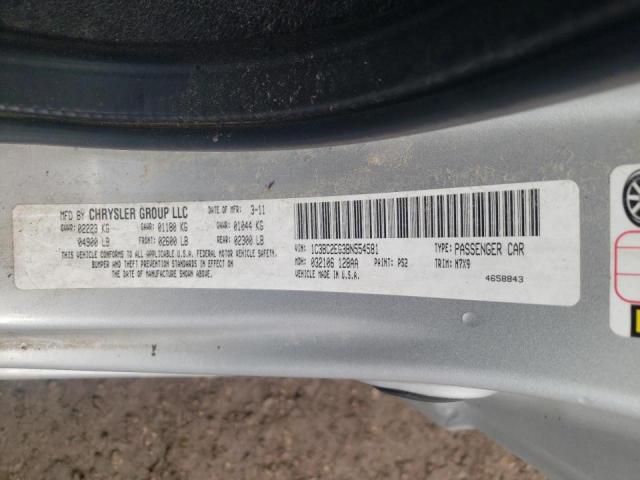 MFD BY CHRYSLER GROUP LLC DATE OF MFR: 3-11
GVWR: 02223 KG GAWR: 01180 KG GAWR: 01044 KG
04900 LB FRONT: 02600 LB REAR: 02300 LB
THIS VEHICLE CONFORMS TO ALL APPLICABLE U.S.A. FEDERAL MOTOR VEHICLE SAFETY,
BUMPER AND THEFT PREVENTION STANDARDS IN EFFECT ON
THE DATE OF MANUFACTURE SHOWN ABOVE.
VIN: 1C3BC2EG3BN554581 TYPE: PASSENGER CAR
MDH: 032106 128AA PAINT: PS2 TRIM: N7X9
VEHICLE MADE IN U.S.A. 4658843